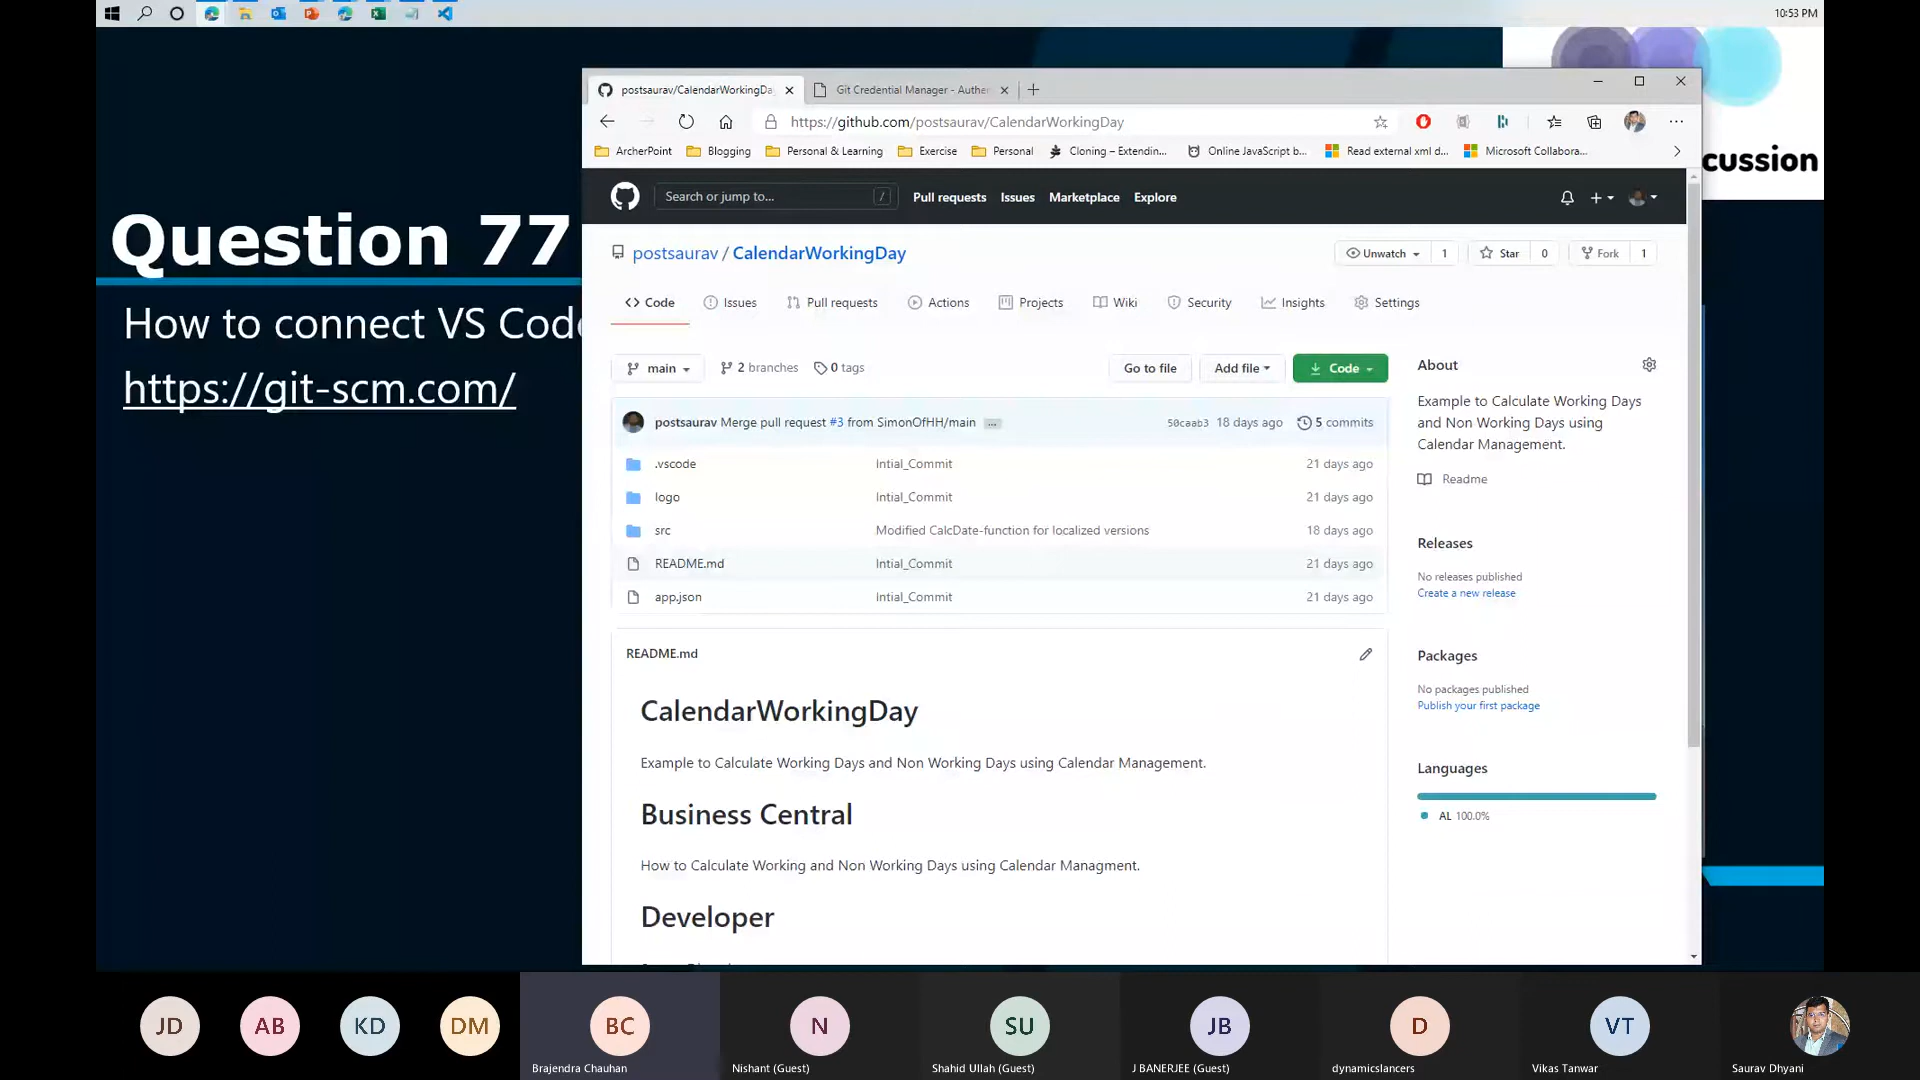 10:53 PM
cussion
Question 77
How to connect VS Code
https://git-scm.com/
postsaurav/CalendarWorkingDa
Git Credential Manager - Authen
https://github.com/postsaurav/CalendarWorkingDay
ArcherPoint
Blogging
Personal & Learning
Exercise
Personal
Cloning – Extendin...
Online JavaScript b...
Read external xml d...
Microsoft Collabora...
Search or jump to...
/
Pull requests
Issues
Marketplace
Explore
postsaurav / CalendarWorkingDay
Unwatch
1
Star
0
Fork
1
Code
Issues
Pull requests
Actions
Projects
Wiki
Security
Insights
Settings
main
2 branches
0 tags
Go to file
Add file
Code
postsaurav Merge pull request #3 from SimonOfHH/main ...
50caab3 18 days ago
5 commits
.vscode
Intial_Commit
21 days ago
logo
Intial_Commit
21 days ago
src
Modified CalcDate-function for localized versions
18 days ago
README.md
Intial_Commit
21 days ago
app.json
Intial_Commit
21 days ago
README.md
CalendarWorkingDay
Example to Calculate Working Days and Non Working Days using Calendar Management.
Business Central
How to Calculate Working and Non Working Days using Calendar Managment.
Developer
About
Example to Calculate Working Days
and Non Working Days using
Calendar Management.
Readme
Releases
No releases published
Create a new release
Packages
No packages published
Publish your first package
Languages
AL 100.0%
JD
AB
KD
DM
BC
Brajendra Chauhan
N
Nishant (Guest)
SU
Shahid Ullah (Guest)
JB
J BANERJEE (Guest)
D
dynamicslancers
VT
Vikas Tanwar
Saurav Dhyani